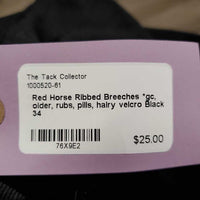 The Tack Collector
1000520-61
Red Horse Ribbed Breeches *gc,
older, rubs, pills, hairy velcro Black
34
76X9E2
$25.00